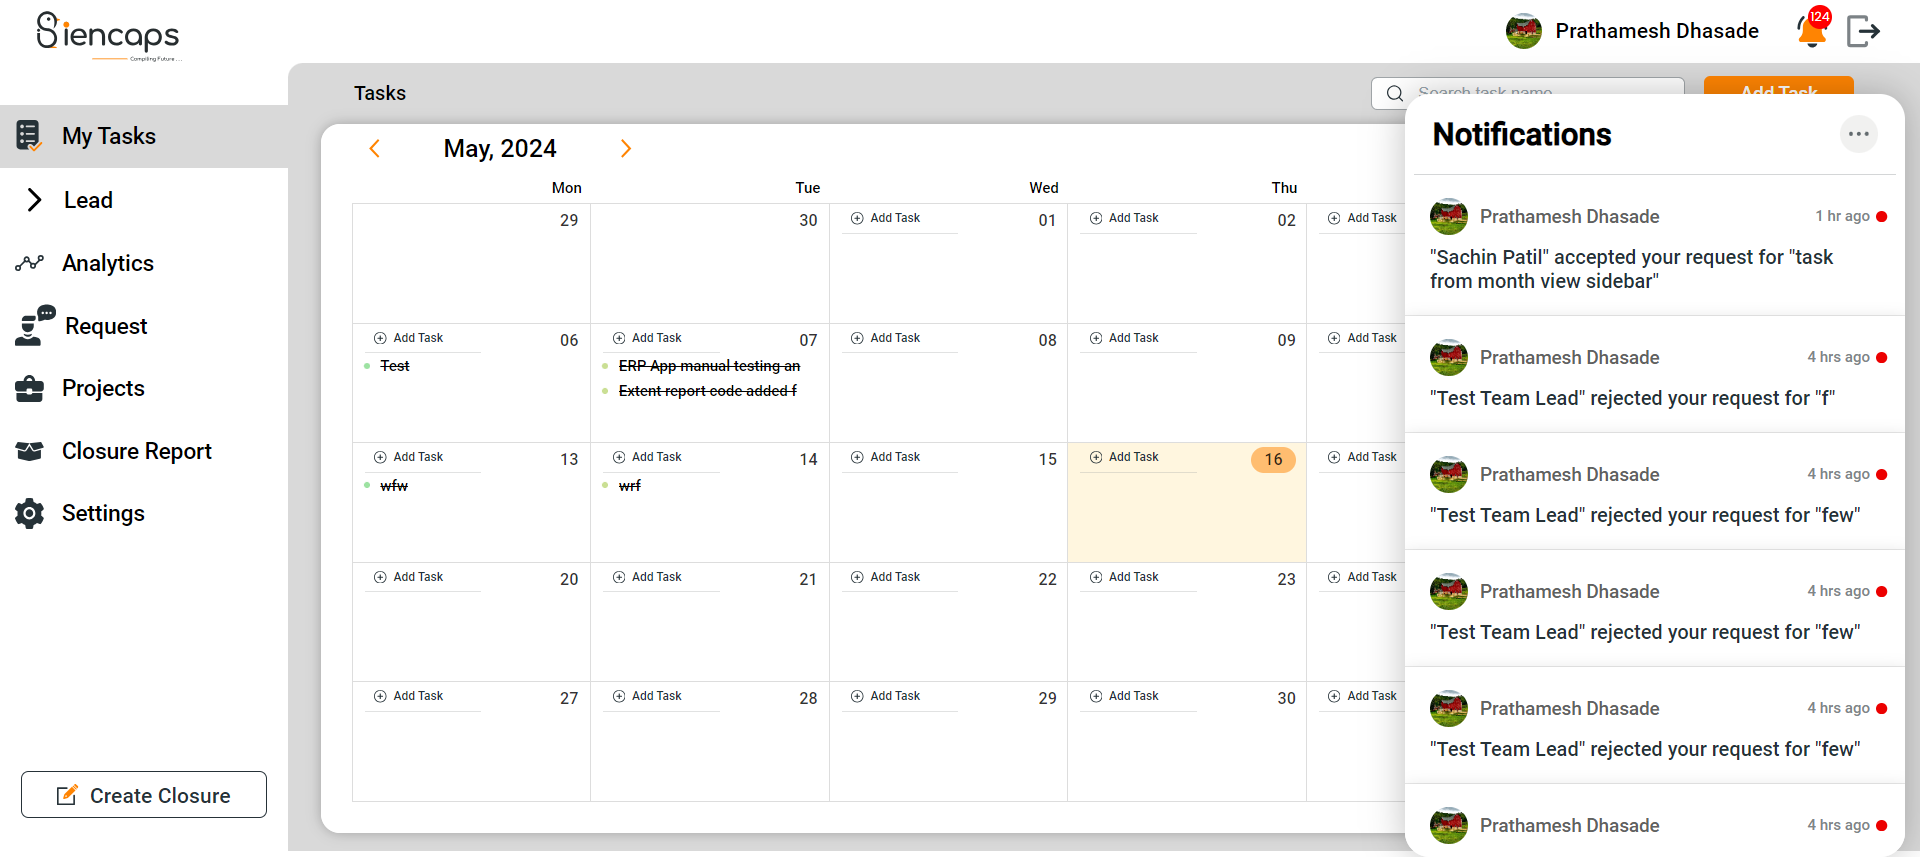 Siencaps
Compiling Future...
Prathamesh Dhasade
124
Tasks
Search task name
Add Task
My Tasks
Lead
Analytics
Request
Projects
Closure Report
Settings
Create Closure
May, 2024
Mon Tue Wed Thu
29 30 Add Task 01 Add Task 02 Add Task
Add Task 06 Add Task 07 Add Task 08 Add Task 09 Add Task
Test
ERP App manual testing an
Extent report code added f
Add Task 13 Add Task 14 Add Task 15 Add Task 16 Add Task
wfw
wrf
Add Task 20 Add Task 21 Add Task 22 Add Task 23 Add Task
Add Task 27 Add Task 28 Add Task 29 Add Task 30 Add Task
Notifications
Prathamesh Dhasade 1 hr ago
"Sachin Patil" accepted your request for "task
from month view sidebar"
Prathamesh Dhasade 4 hrs ago
"Test Team Lead" rejected your request for "f"
Prathamesh Dhasade 4 hrs ago
"Test Team Lead" rejected your request for "few"
Prathamesh Dhasade 4 hrs ago
"Test Team Lead" rejected your request for "few"
Prathamesh Dhasade 4 hrs ago
"Test Team Lead" rejected your request for "few"
Prathamesh Dhasade 4 hrs ago